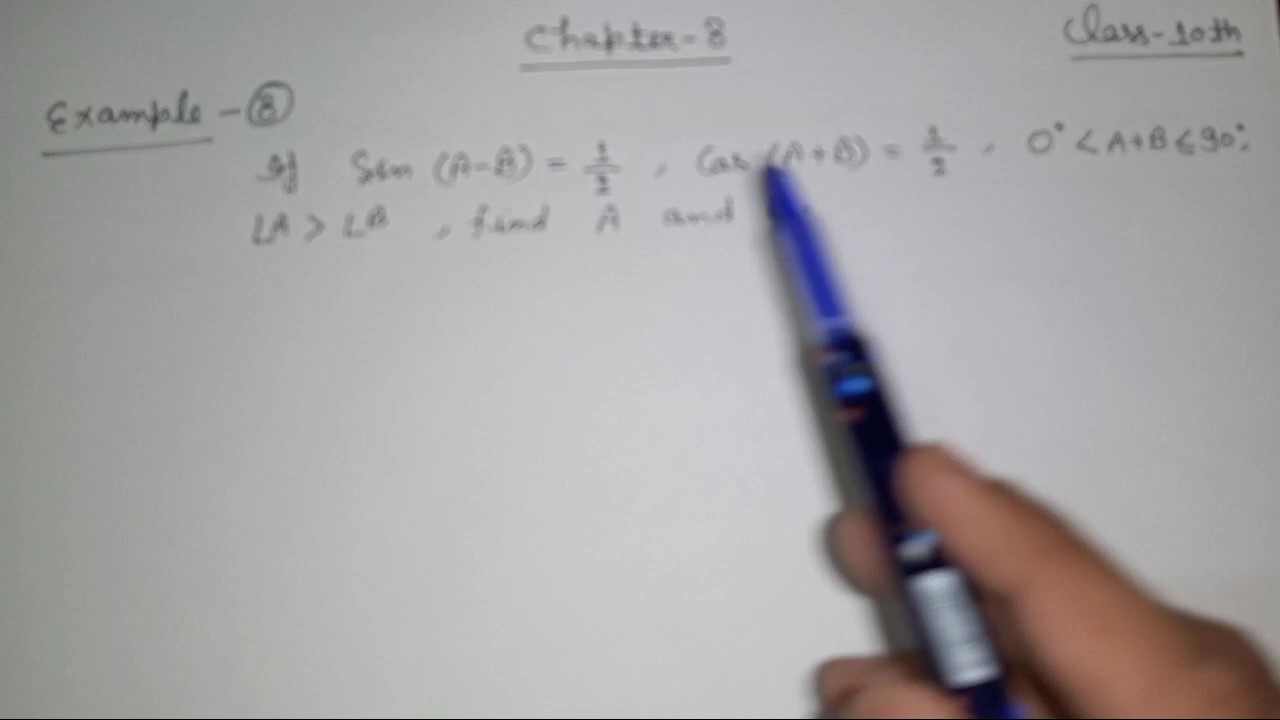 Chapter-8
Class-10th
Example-8
If Sin (A-B) = 1/2 , Cos (A+B) = 1/2 , 0° < A+B ≤ 90°.
∠A > ∠B , find A and